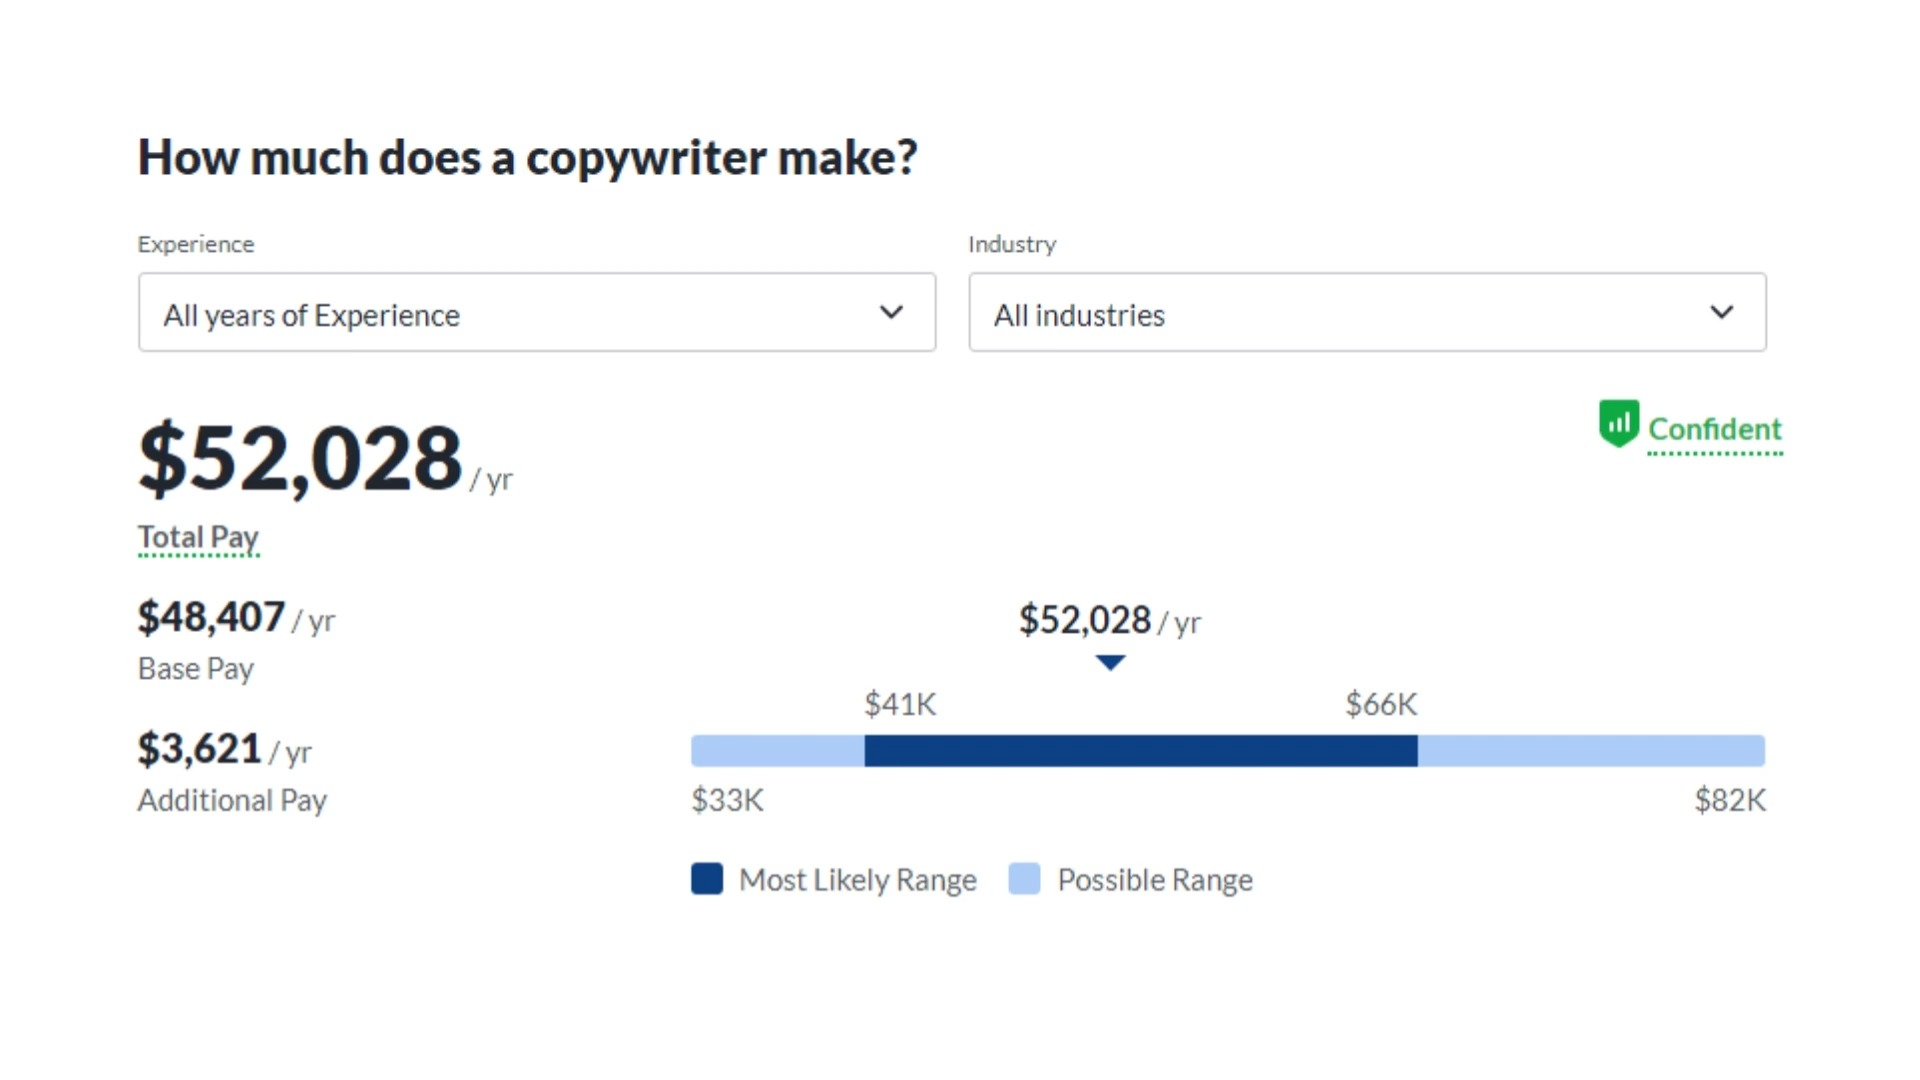 How much does a copywriter make?
Experience
Industry
All years of Experience
All industries
Confident
$52,028 / yr
Total Pay
$48,407 / yr
Base Pay
$3,621 / yr
Additional Pay
$52,028 / yr
$41K
$66K
$33K
$82K
Most Likely Range
Possible Range